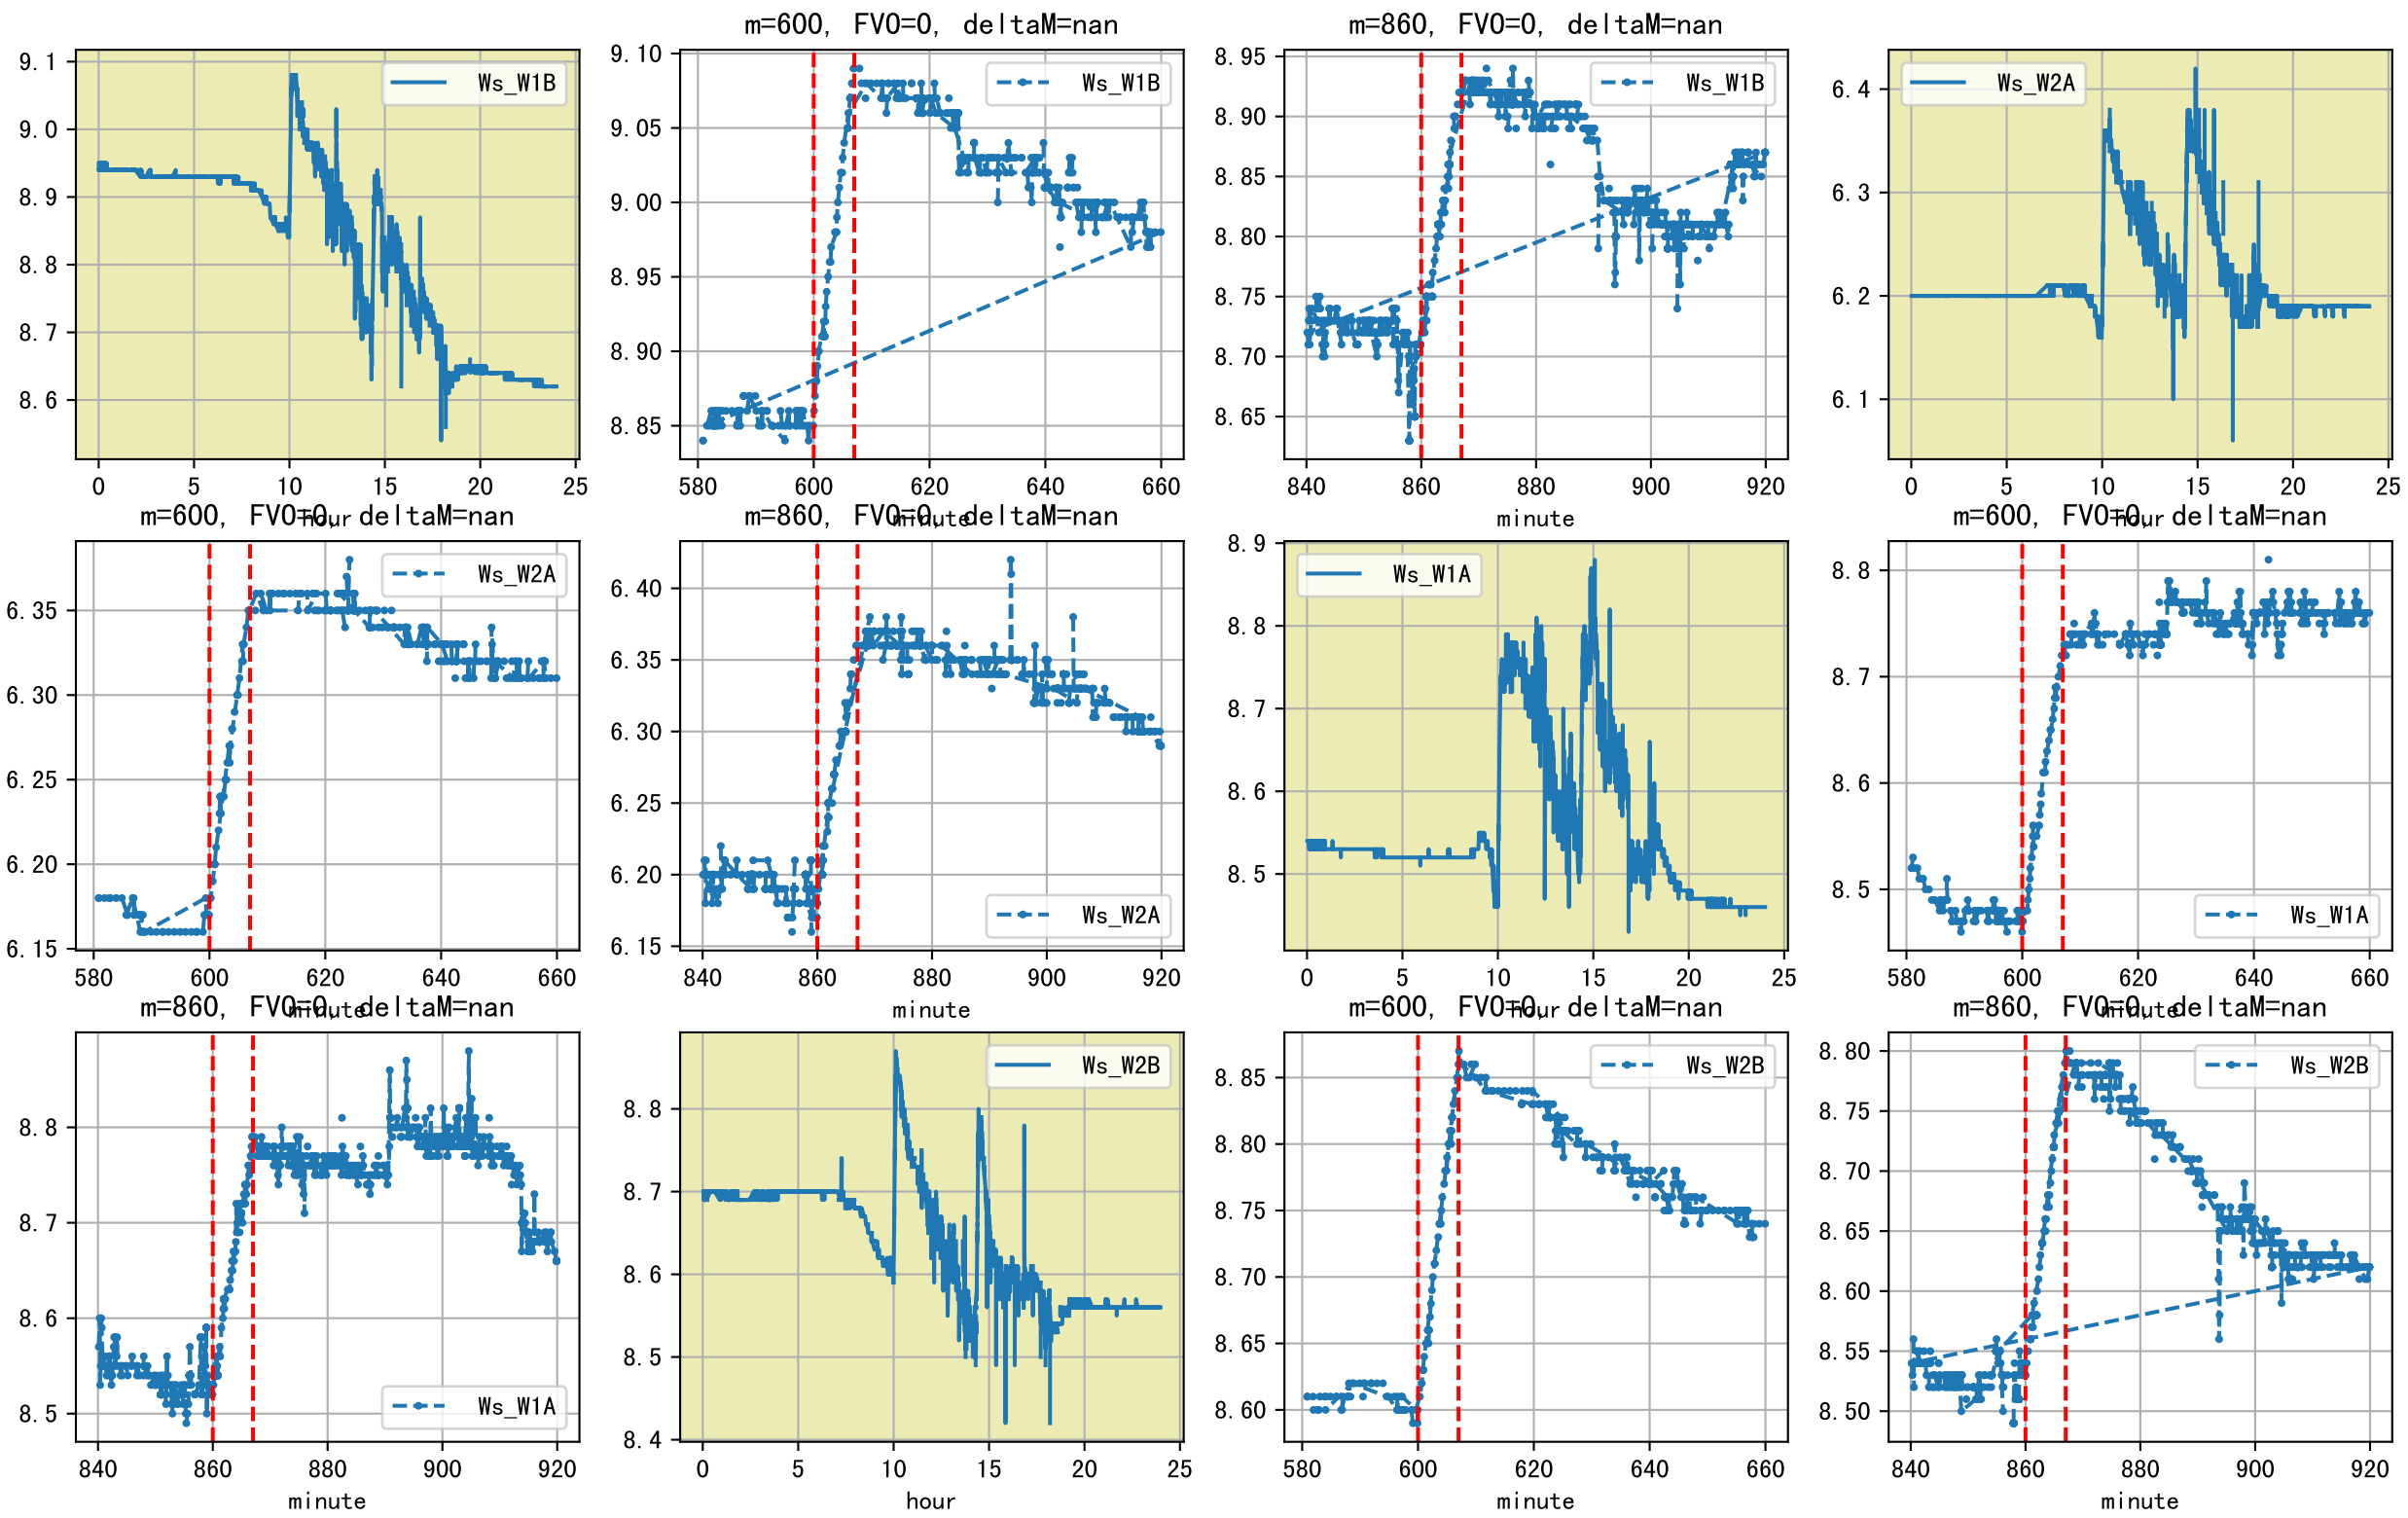 m=600, FVO=0, deltaM=nan
m=860, FVO=0, deltaM=nan
9.1
9.0
8.9
8.8
8.7
8.6
Ws_W1B
0 5 10 15 20 25
hour
9.10
9.05
9.00
8.95
8.90
8.85
Ws_W1B
580 600 620 640 660
minute
8.95
8.90
8.85
8.80
8.75
8.70
8.65
Ws_W1B
840 860 880 900 920
minute
6.4
6.3
6.2
6.1
Ws_W2A
0 5 10 15 20 25
hour
m=600, FVO=0, deltaM=nan
6.35
6.30
6.25
6.20
6.15
Ws_W2A
580 600 620 640 660
minute
m=860, FVO=0, deltaM=nan
6.40
6.35
6.30
6.25
6.20
6.15
Ws_W2A
840 860 880 900 920
minute
8.9
8.8
8.7
8.6
8.5
Ws_W1A
0 5 10 15 20 25
hour
m=600, FVO=0, deltaM=nan
8.8
8.7
8.6
8.5
Ws_W1A
580 600 620 640 660
minute
m=860, FVO=0, deltaM=nan
8.8
8.7
8.6
8.5
Ws_W1A
840 860 880 900 920
minute
8.8
8.7
8.6
8.5
8.4
Ws_W2B
0 5 10 15 20 25
hour
m=600, FVO=0, deltaM=nan
8.85
8.80
8.75
8.70
8.65
8.60
Ws_W2B
580 600 620 640 660
minute
m=860, FVO=0, deltaM=nan
8.80
8.75
8.70
8.65
8.60
8.55
8.50
Ws_W2B
840 860 880 900 920
minute